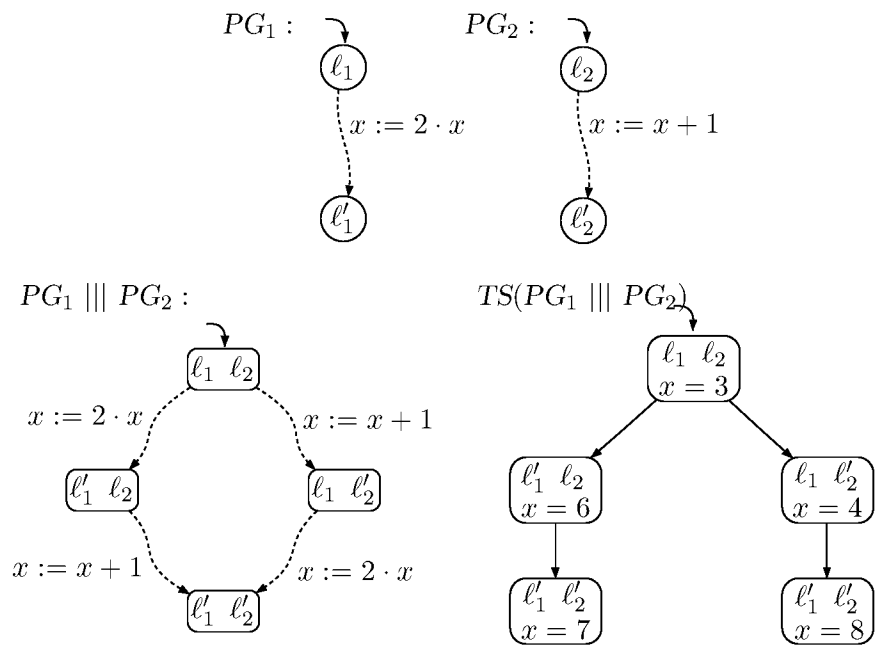 PG₁ :
PG₂ :
ℓ₁
ℓ₂
x := 2 · x
x := x + 1
ℓ′₁
ℓ′₂
PG₁ ||| PG₂ :
TS(PG₁ ||| PG₂)
ℓ₁ ℓ₂
ℓ₁ ℓ₂
x = 3
x := 2 · x
x := x + 1
ℓ′₁ ℓ₂
ℓ₁ ℓ′₂
ℓ′₁ ℓ₂
x = 6
ℓ₁ ℓ′₂
x = 4
x := x + 1
x := 2 · x
ℓ′₁ ℓ′₂
ℓ′₁ ℓ′₂
x = 7
ℓ′₁ ℓ′₂
x = 8